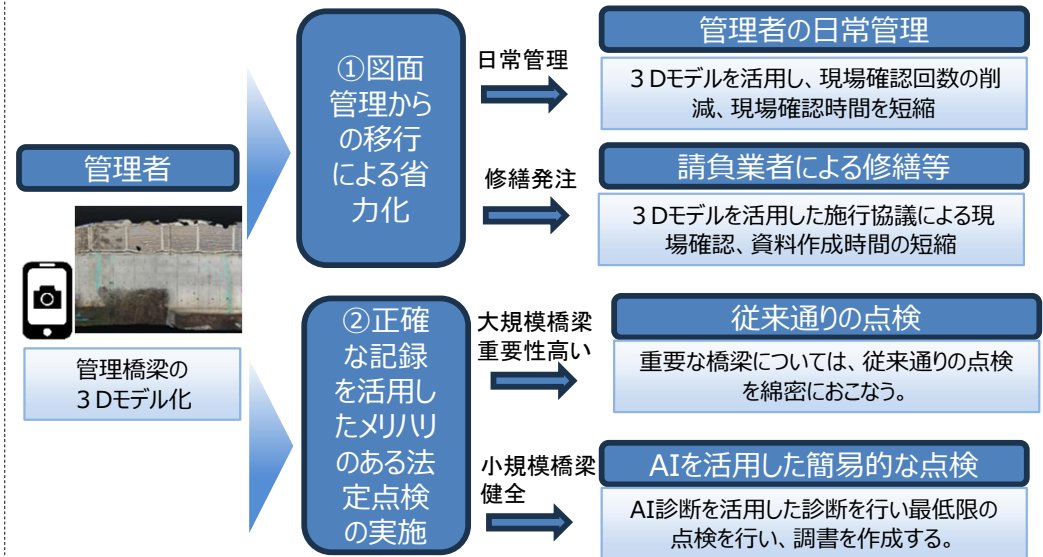 管理者
管理橋梁の
３Dモデル化
①図面
管理から
の移行
による省
力化
日常管理
管理者の日常管理
３Dモデルを活用し、現場確認回数の削
減、現場確認時間を短縮
修繕発注
請負業者による修繕等
３Dモデルを活用した施行協議による現
場確認、資料作成時間の短縮
②正確
な記録
を活用し
たメリハリ
のある法
定点検
の実施
大規模橋梁
重要性高い
従来通りの点検
重要な橋梁については、従来通りの点検
を綿密におこなう。
小規模橋梁
健全
AIを活用した簡易的な点検
AI診断を活用した診断を行い最低限の
点検を行い、調書を作成する。